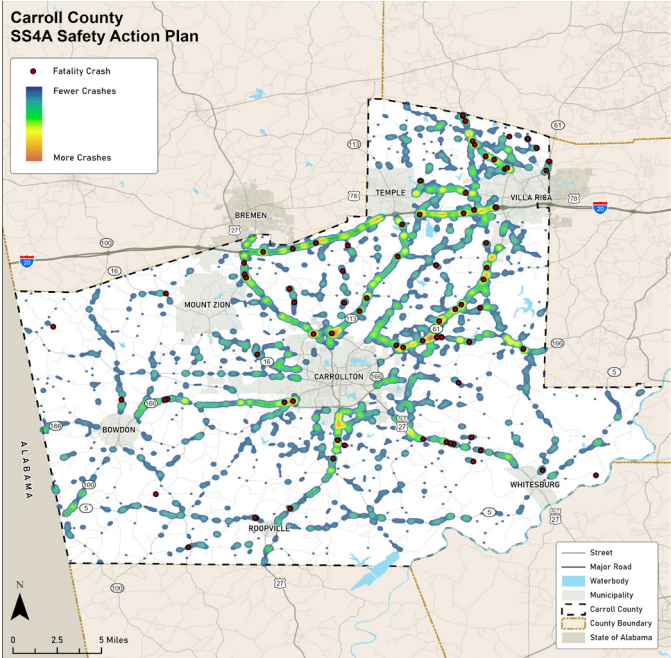 Carroll County
SS4A Safety Action Plan
Fatality Crash
Fewer Crashes
More Crashes
61
113
TEMPLE
78
VILLA RICA
78
20
BREMEN
27
100
20
16
MOUNT ZION
113
61
166
16
CARROLLTON
166
5
166
ALT
27
166
BOWDON
ALABAMA
100
WHITESBURG
5
5
ALT
27
ROOPVILLE
27
100
N
0 2.5 5 Miles
Street
Major Road
Waterbody
Municipality
Carroll County
County Boundary
State of Alabama